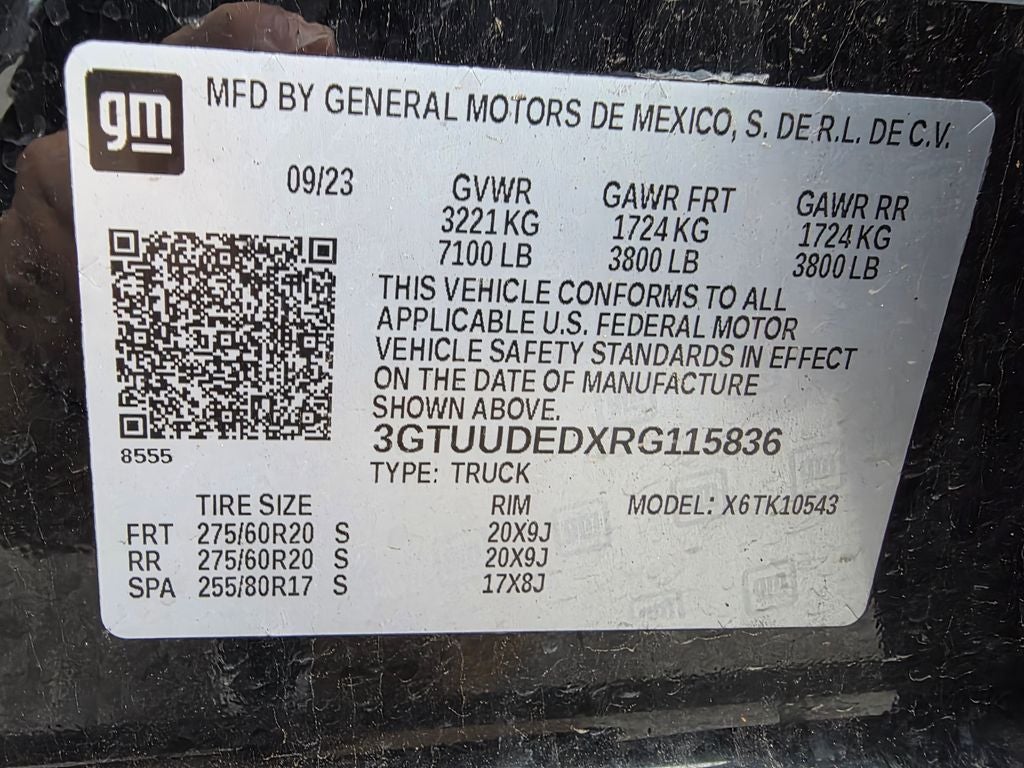 gm
MFD BY GENERAL MOTORS DE MEXICO, S. DE R.L. DE C.V.
09/23
GVWR GAWR FRT GAWR RR
3221 KG 1724 KG 1724 KG
7100 LB 3800 LB 3800 LB
THIS VEHICLE CONFORMS TO ALL
APPLICABLE U.S. FEDERAL MOTOR
VEHICLE SAFETY STANDARDS IN EFFECT
ON THE DATE OF MANUFACTURE
SHOWN ABOVE.
3GTUUDEDXRG115836
8555
TYPE: TRUCK
TIRE SIZE RIM MODEL: X6TK10543
FRT 275/60R20 S 20X9J
RR 275/60R20 S 20X9J
SPA 255/80R17 S 17X8J